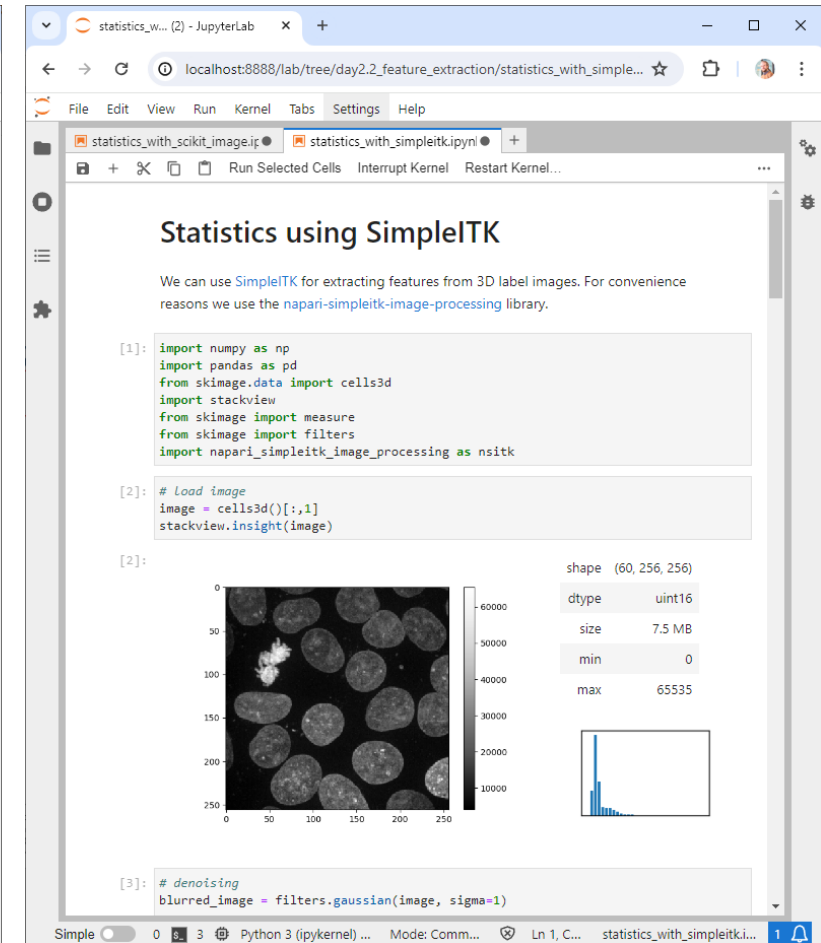 statistics_w... (2) - JupyterLab
localhost:8888/lab/tree/day2.2_feature_extraction/statistics_with_simple...
File Edit View Run Kernel Tabs Settings Help
statistics_with_scikit_image.ip
statistics_with_simpleitk.ipynl
Run Selected Cells Interrupt Kernel Restart Kernel...
Statistics using SimpleITK
We can use SimpleITK for extracting features from 3D label images. For convenience
reasons we use the napari-simpleitk-image-processing library.
[1]: import numpy as np
import pandas as pd
from skimage.data import cells3d
import stackview
from skimage import measure
from skimage import filters
import napari_simpleitk_image_processing as nsitk
[2]: # Load image
image = cells3d()[:,1]
stackview.insight(image)
[2]:
0
50
100
150
200
250
0 50 100 150 200 250
60000
50000
40000
30000
20000
10000
shape (60, 256, 256)
dtype uint16
size 7.5 MB
min 0
max 65535
[3]: # denoising
blurred_image = filters.gaussian(image, sigma=1)
Simple 0 s_ 3 Python 3 (ipykernel) ... Mode: Comm... Ln 1, C... statistics_with_simpleitk.i... 1